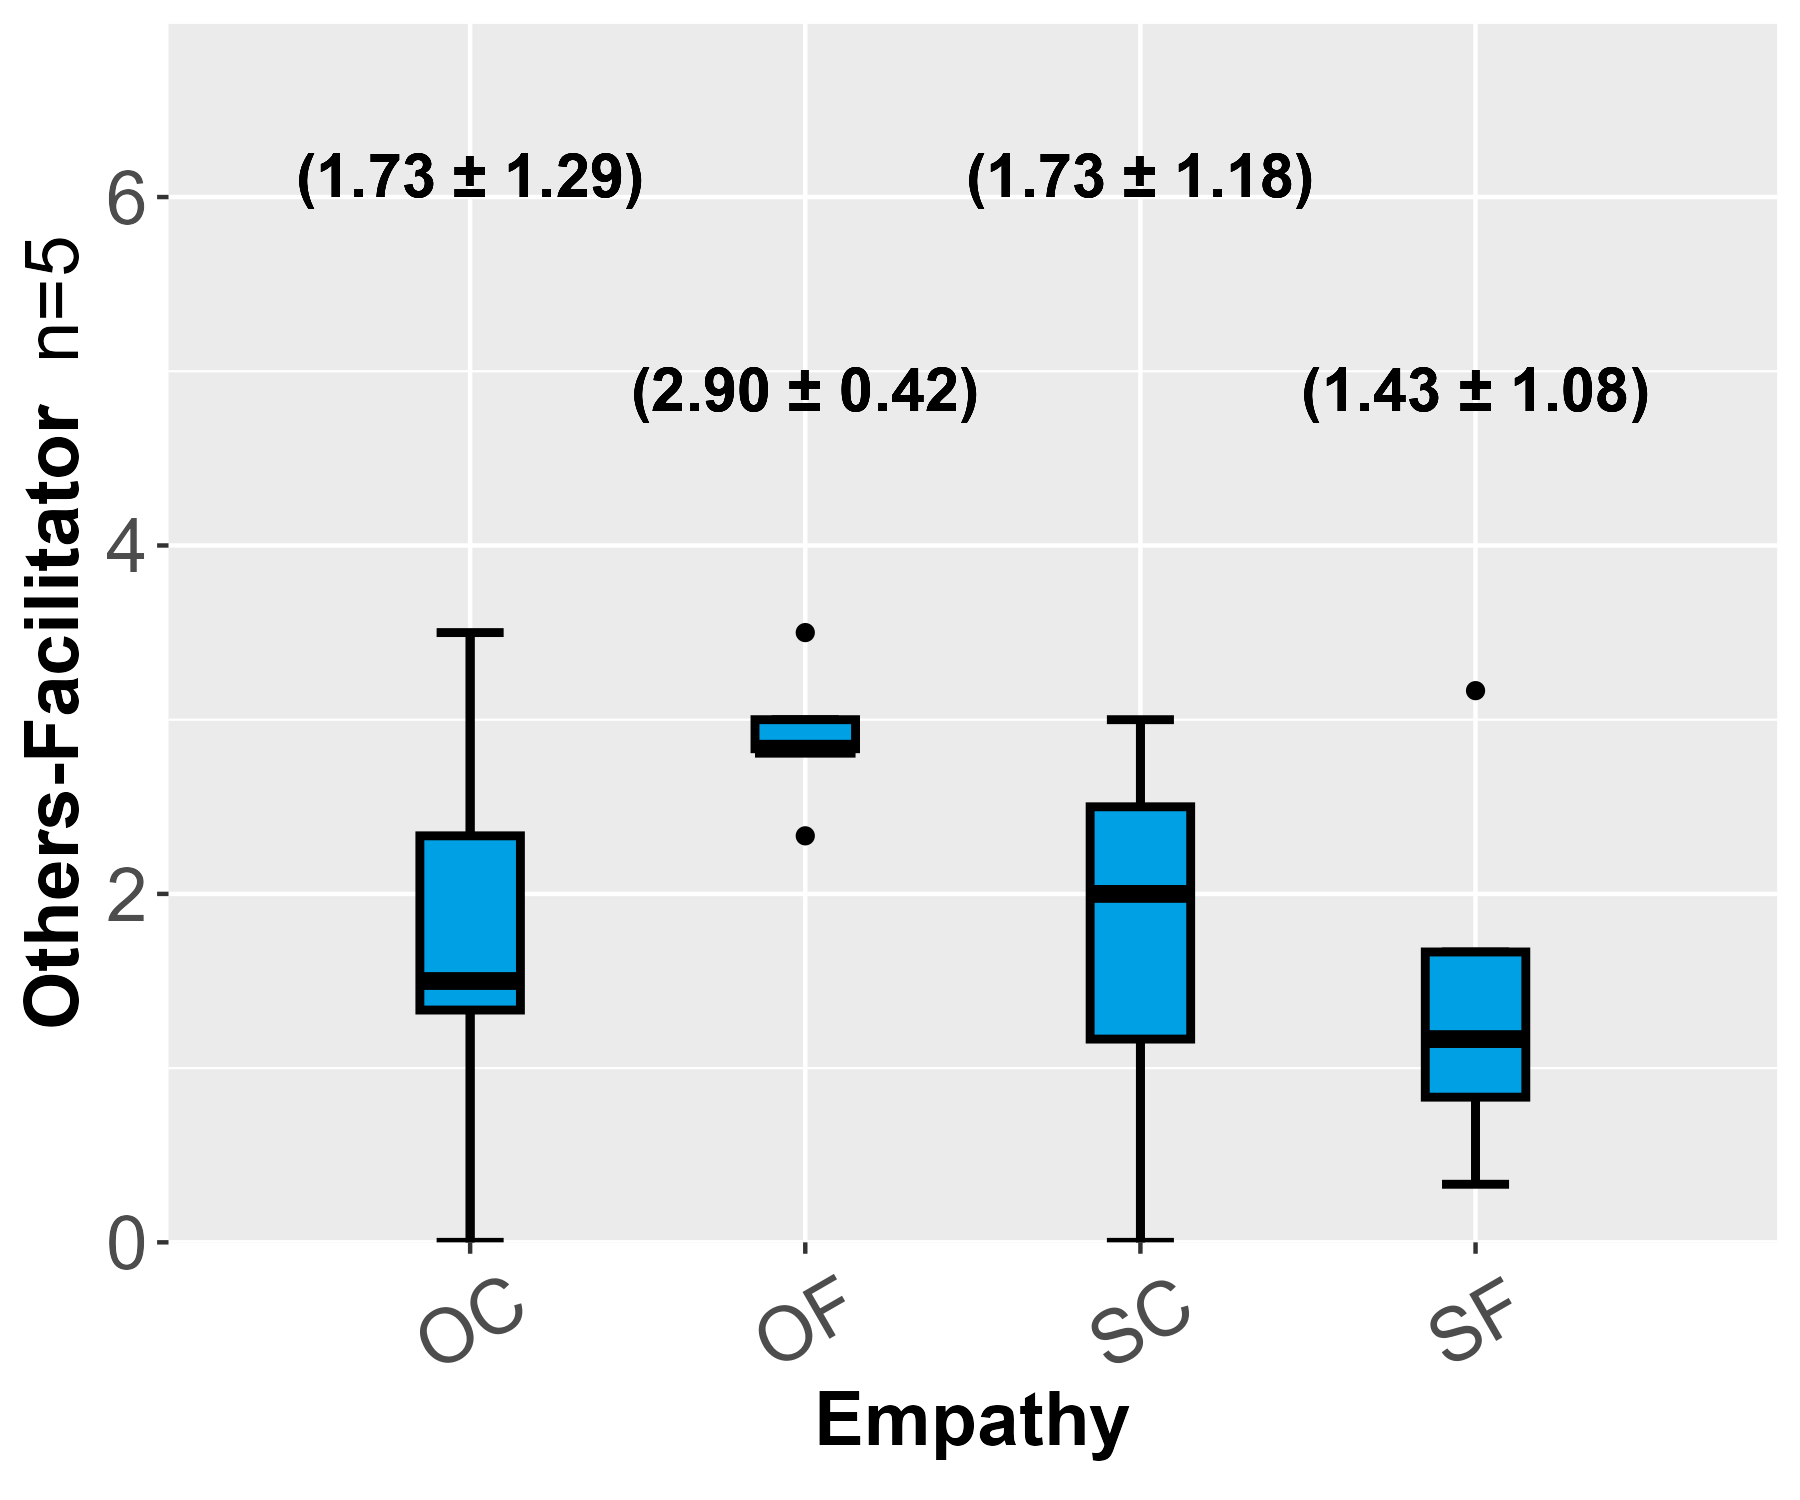 Others-Facilitator n=5
6
4
2
0
(1.73 ± 1.29)
(1.73 ± 1.18)
(2.90 ± 0.42)
(1.43 ± 1.08)
OC
OF
SC
SF
Empathy